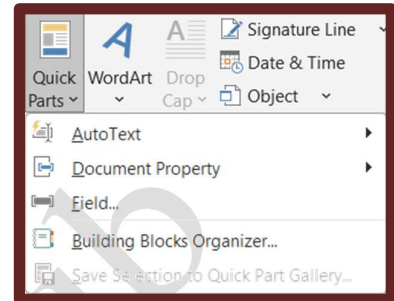 Quick Parts
WordArt
Drop Cap
Signature Line
Date & Time
Object
AutoText
Document Property
Field...
Building Blocks Organizer...
Save Selection to Quick Part Gallery...